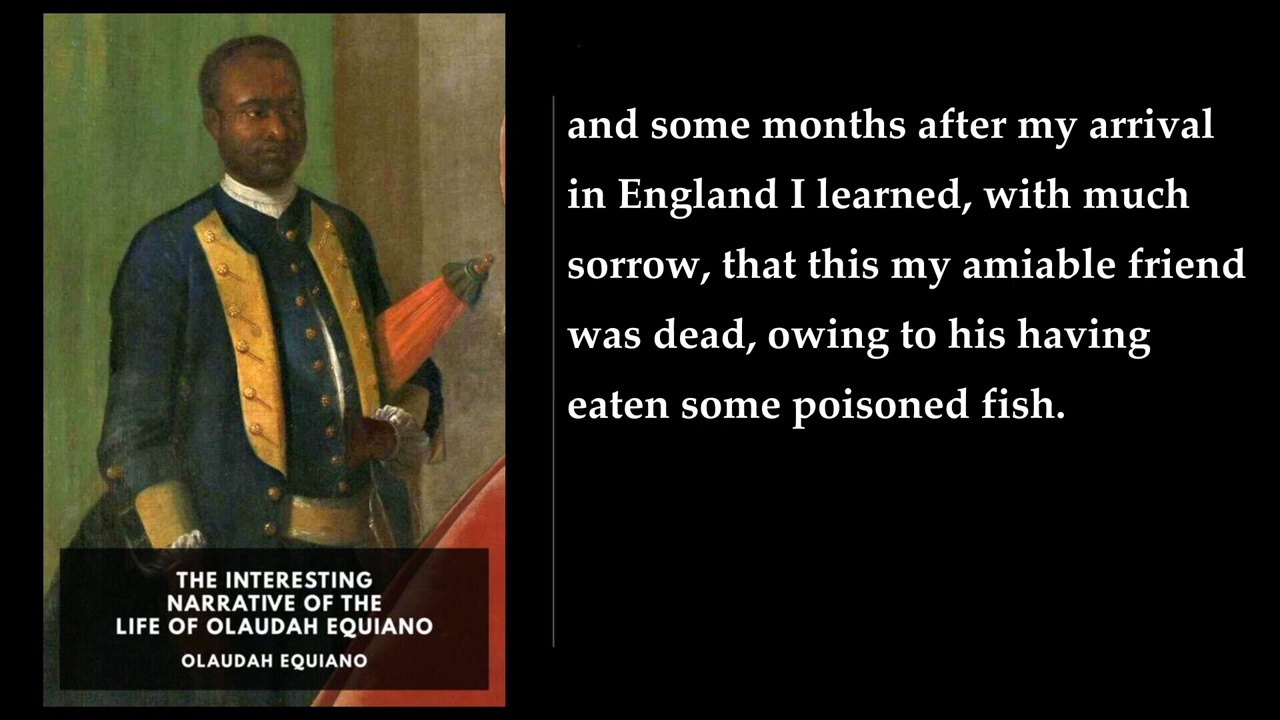 THE INTERESTING
NARRATIVE OF THE
LIFE OF OLAUDAH EQUIANO
OLAUDAH EQUIANO
and some months after my arrival
in England I learned, with much
sorrow, that this my amiable friend
was dead, owing to his having
eaten some poisoned fish.